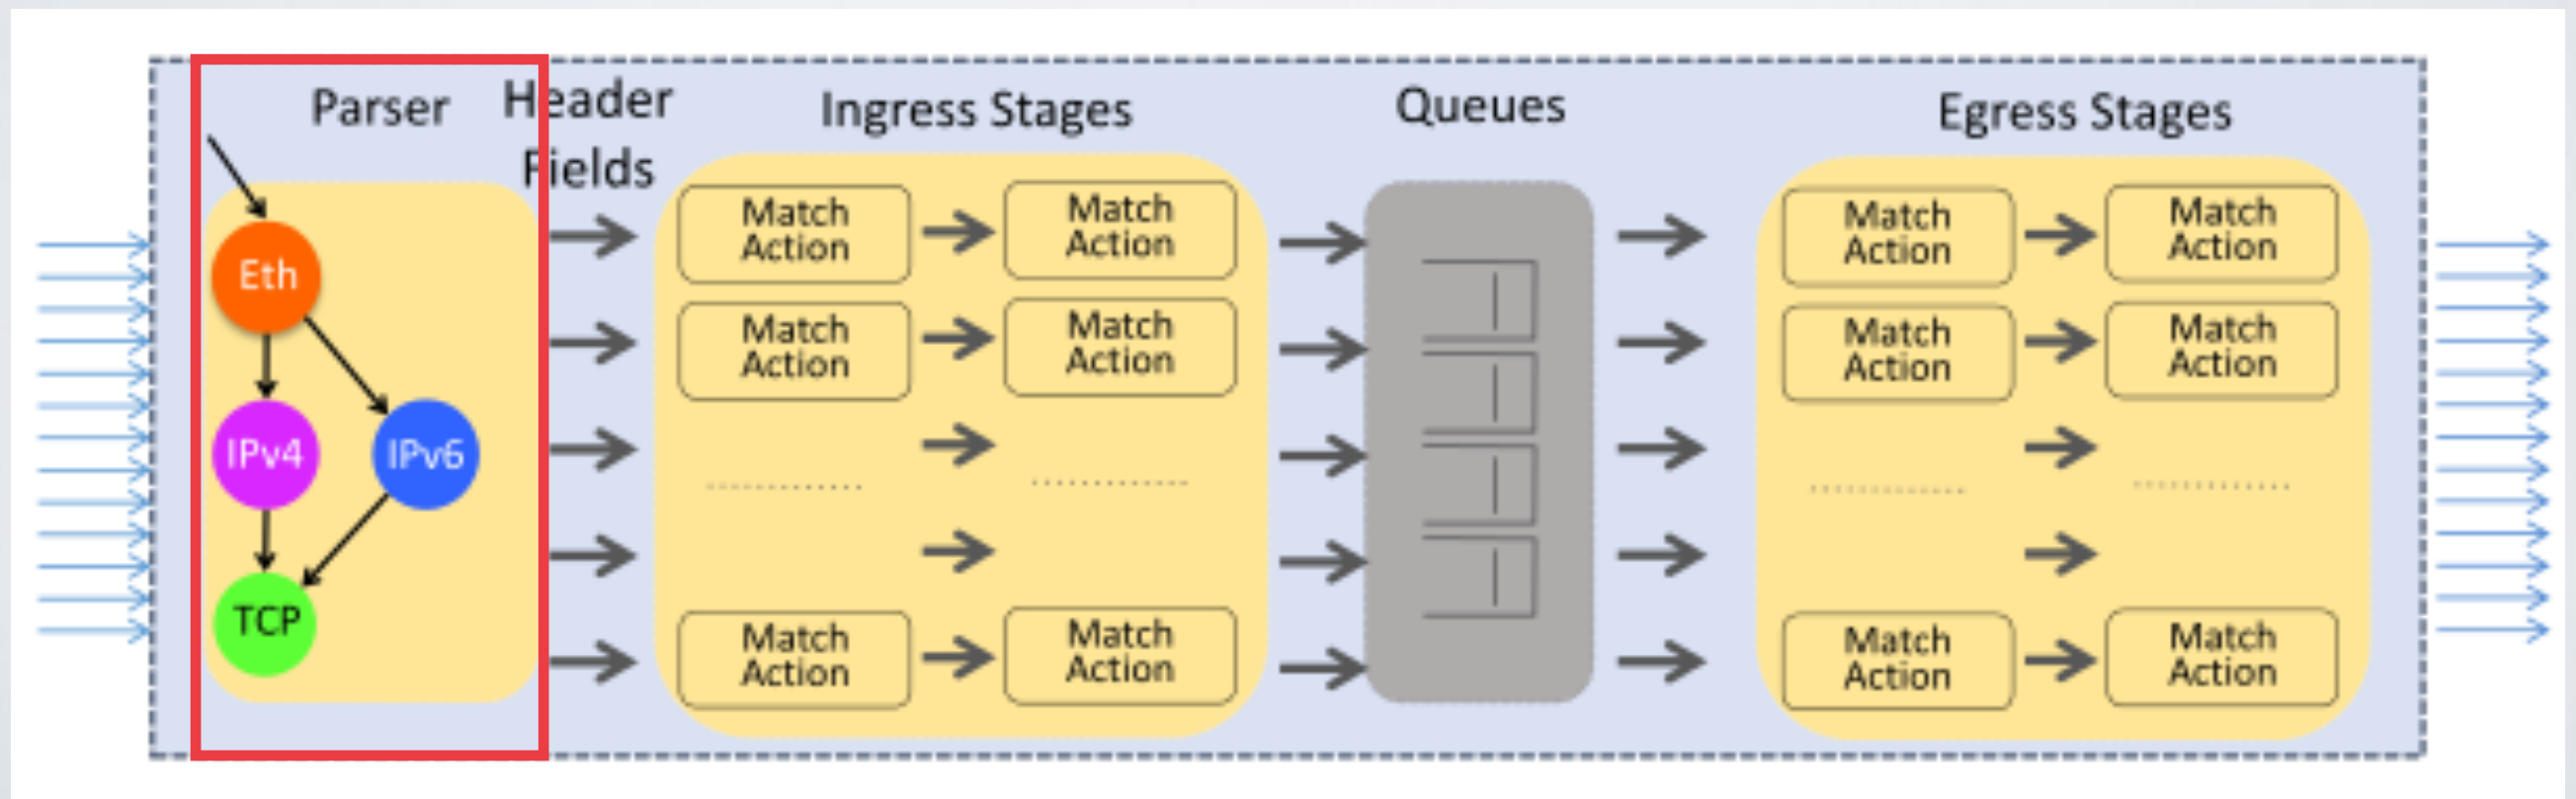 Parser
Header
Fields
Ingress Stages
Queues
Egress Stages
Eth
IPv4
IPv6
TCP
Match
Action
Match
Action
Match
Action
Match
Action
Match
Action
Match
Action
Match
Action
Match
Action
Match
Action
Match
Action
Match
Action
Match
Action